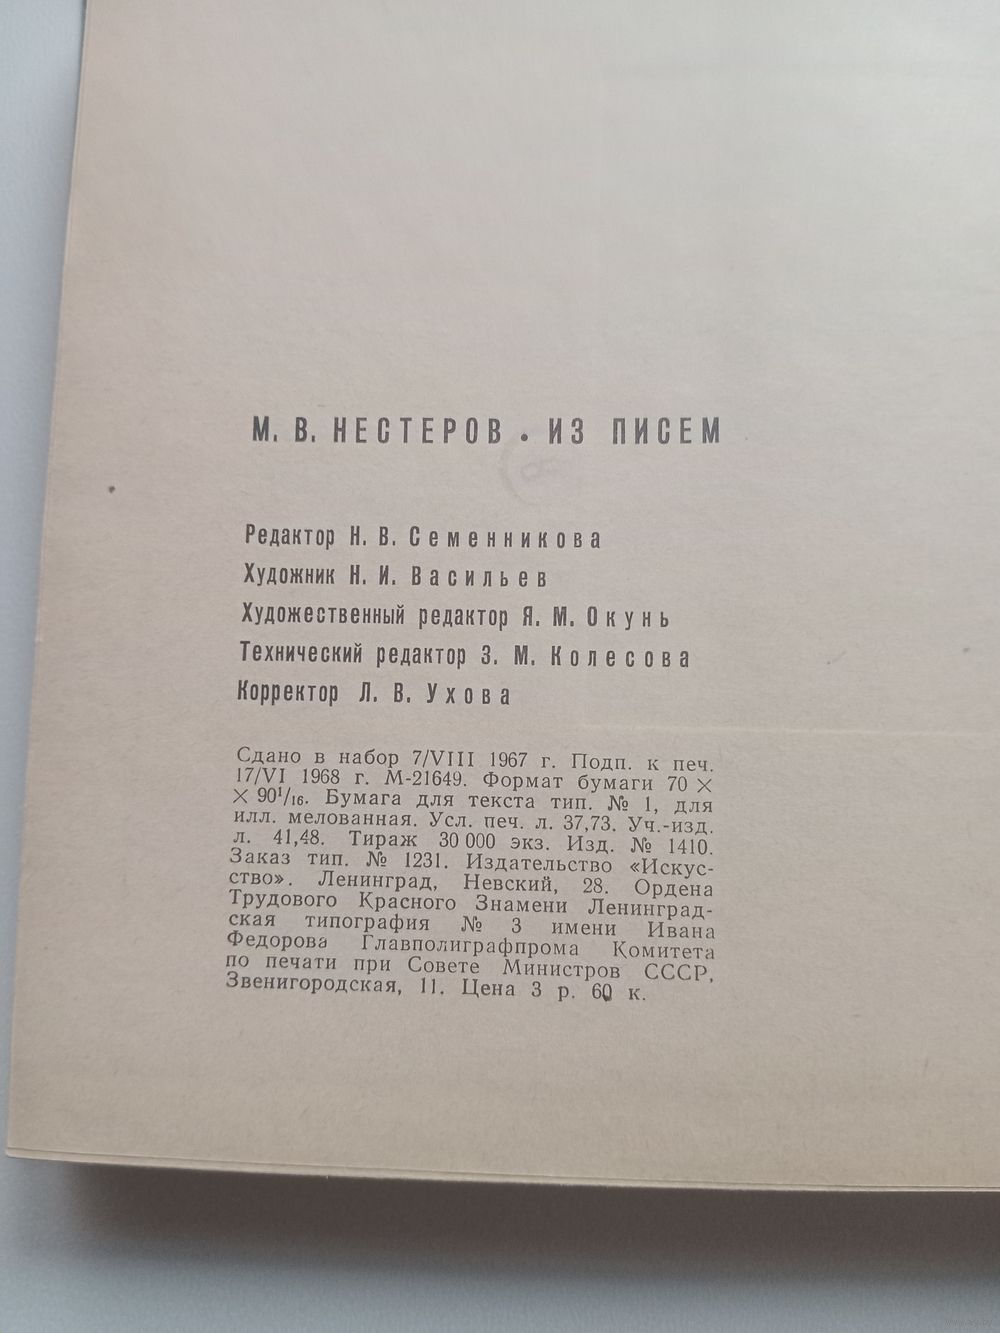 М. В. НЕСТЕРОВ • ИЗ ПИСЕМ
Редактор Н. В. Семенникова
Художник Н. И. Васильев
Художественный редактор Я. М. Окунь
Технический редактор З. М. Колесова
Корректор Л. В. Ухова
Сдано в набор 7/VIII 1967 г. Подп. к печ.
17/VI 1968 г. М-21649. Формат бумаги 70 ×
× 90¹/₁₆. Бумага для текста тип. № 1, для
илл. мелованная. Усл. печ. л. 37,73. Уч.-изд.
л. 41,48. Тираж 30 000 экз. Изд. № 1410.
Заказ тип. № 1231. Издательство «Искус-
ство». Ленинград, Невский, 28. Ордена
Трудового Красного Знамени Ленинград-
ская типография № 3 имени Ивана
Федорова Главполиграфпрома Комитета
по печати при Совете Министров СССР,
Звенигородская, 11. Цена 3 р. 60 к.